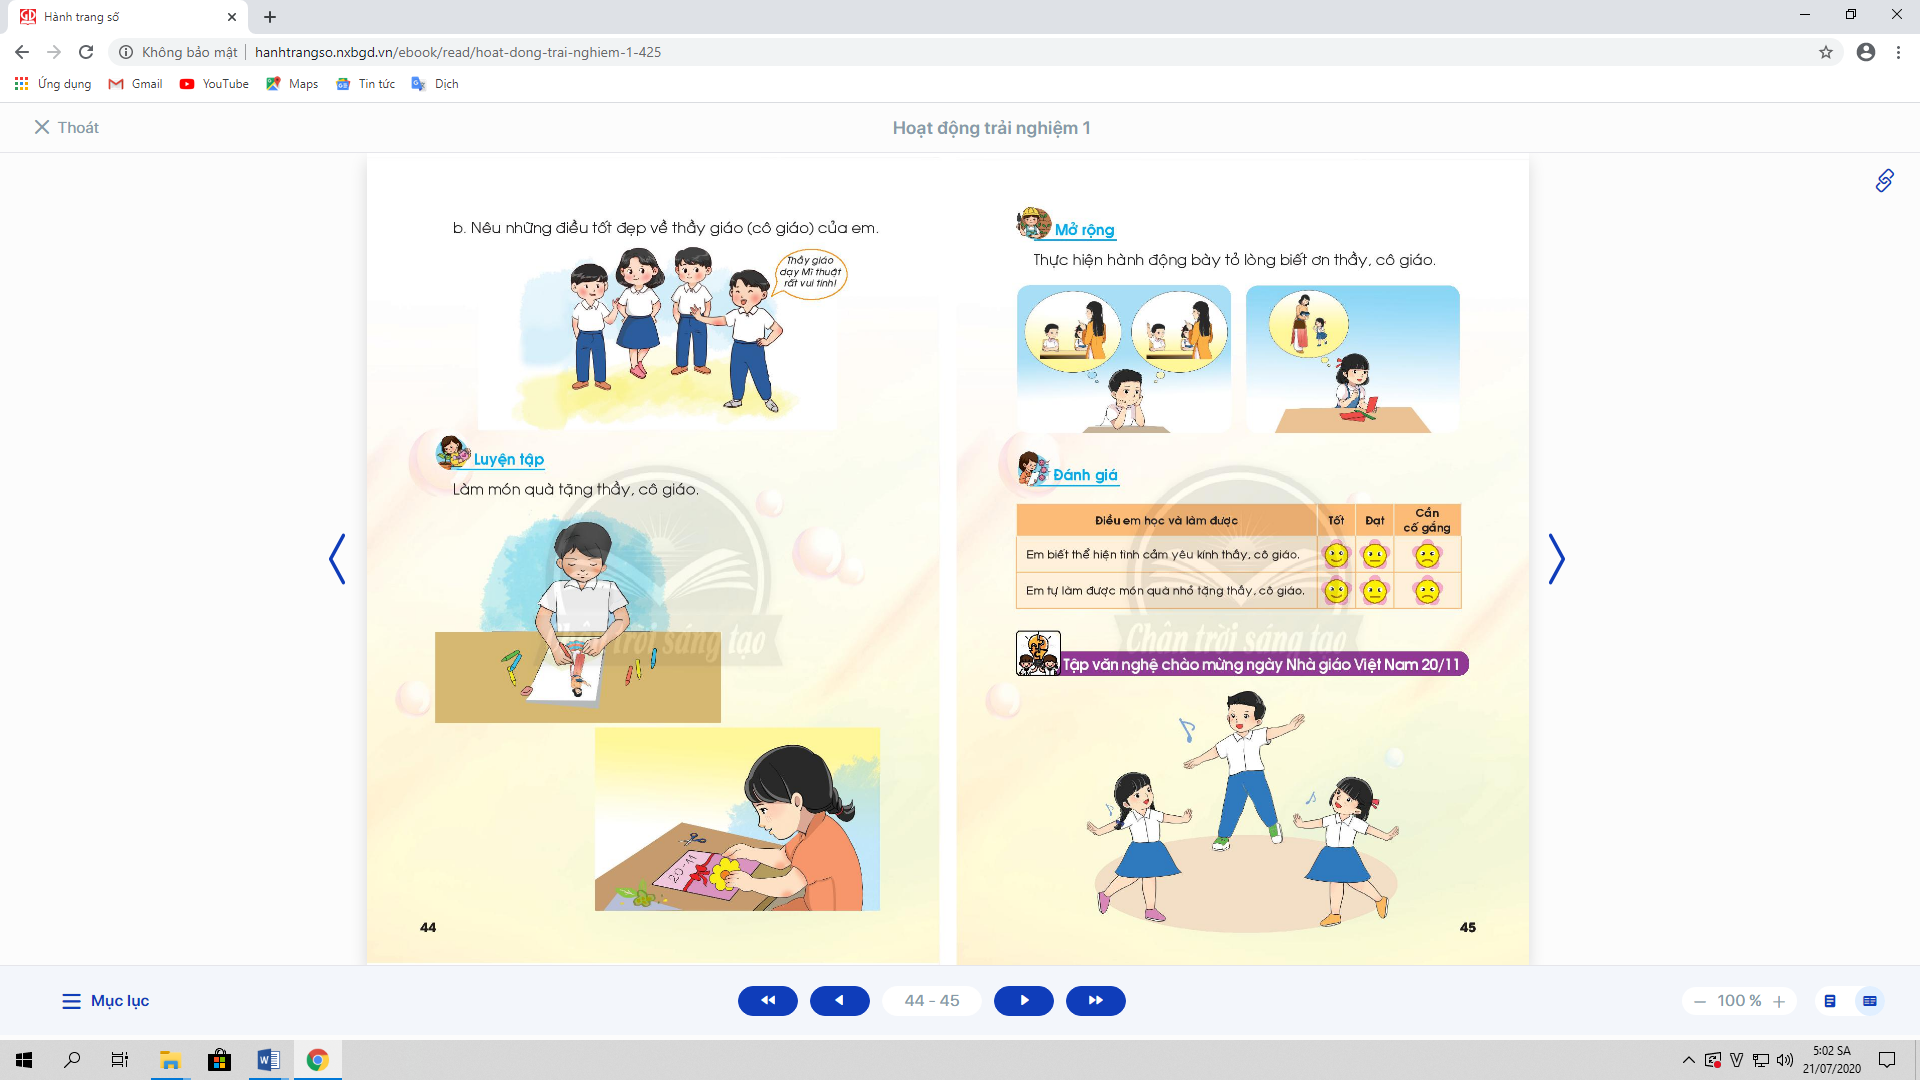 Hành trang số
Không bảo mật
hanhtrangso.nxbgd.vn/ebook/read/hoat-dong-trai-nghiem-1-425
Ứng dụng
Gmail
YouTube
Maps
Tin tức
Dịch
Thoát
Hoạt động trải nghiệm 1
b. Nêu những điều tốt đẹp về thầy giáo (cô giáo) của em.
Thầy giáo
dạy Mĩ thuật
rất vui tính!
Luyện tập
Làm món quà tặng thầy, cô giáo.
sáng tạo
20-11
44
Mở rộng
Thực hiện hành động bày tỏ lòng biết ơn thầy, cô giáo.
Đánh giá
Điều em học và làm được
Tốt
Đạt
Cần
cố gắng
Em biết thể hiện tình cảm yêu kính thầy, cô giáo.
Em tự làm được món quà nhỏ tặng thầy, cô giáo.
Chân trời sáng tạo
Tập văn nghệ chào mừng ngày Nhà giáo Việt Nam 20/11
45
Mục lục
44 - 45
100 %
5:02 SA
21/07/2020